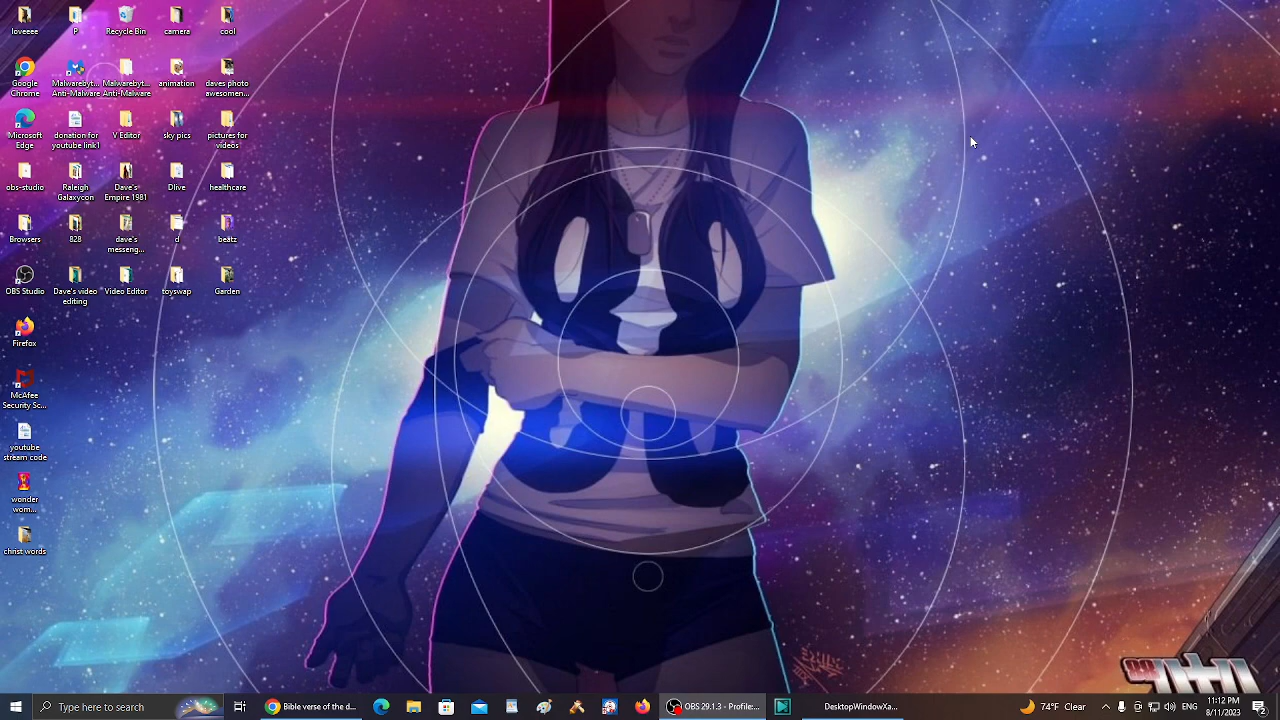 loveeee
P
Recycle Bin
camera
cool
Google
Chrome
Malwarebyt...
Anti-Malware
Malwarebyt...
Anti-Malware
animation
daves photo
awesomen...
Microsoft
Edge
donation for
youtube link1
V Editor
sky pics
pictures for
videos
obs-studio
Raleigh
Galaxycon
Dave's
Empire 1981
Dlive
healthcare
Browsers
828
dave's
messeng...
d
beatz
OBS Studio
Dave's video
editing
Video Editor
toyswap
Garden
Firefox
McAfee
Security Sc...
youtube
stream code
wonder
wom...
christ words
Type here to search
Bible verse of the d...
OBS 29.1.3 - Profile:...
DesktopWindowXa...
74°F Clear
ENG
11:12 PM
8/11/2023